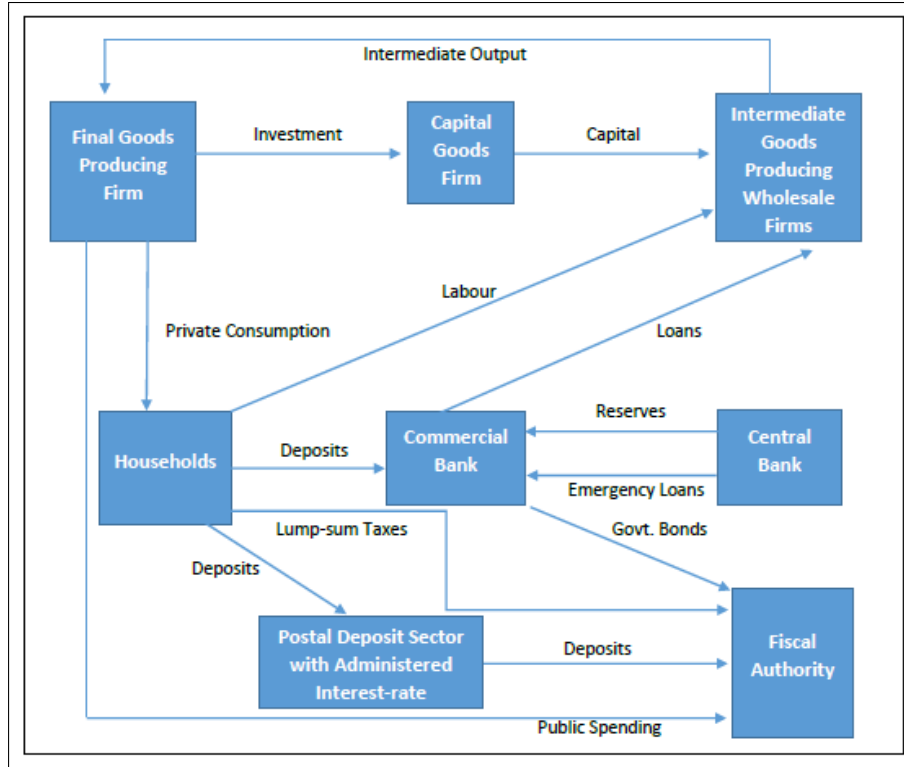 Intermediate Output
Final Goods
Producing
Firm
Investment
Capital
Goods
Firm
Capital
Intermediate
Goods
Producing
Wholesale
Firms
Labour
Loans
Private Consumption
Households
Deposits
Commercial
Bank
Reserves
Emergency Loans
Central
Bank
Lump-sum Taxes
Govt. Bonds
Deposits
Postal Deposit Sector
with Administered
Interest-rate
Deposits
Fiscal
Authority
Public Spending